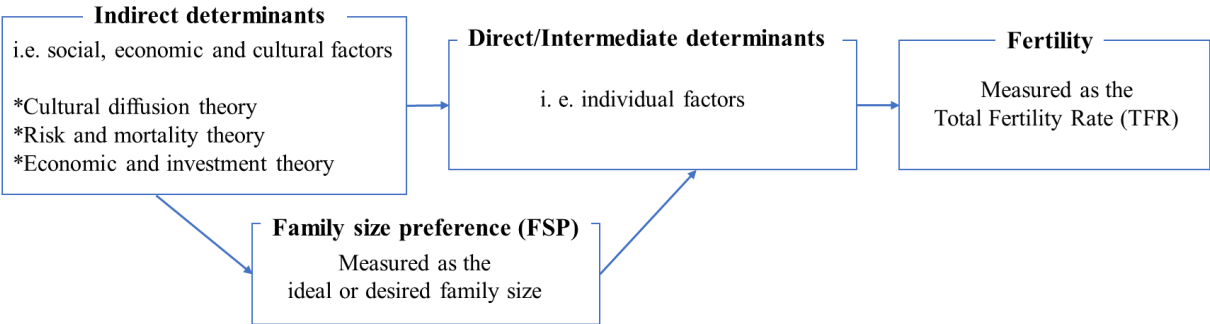 Indirect determinants
i.e. social, economic and cultural factors
*Cultural diffusion theory
*Risk and mortality theory
*Economic and investment theory
Direct/Intermediate determinants
i. e. individual factors
Fertility
Measured as the
Total Fertility Rate (TFR)
Family size preference (FSP)
Measured as the
ideal or desired family size